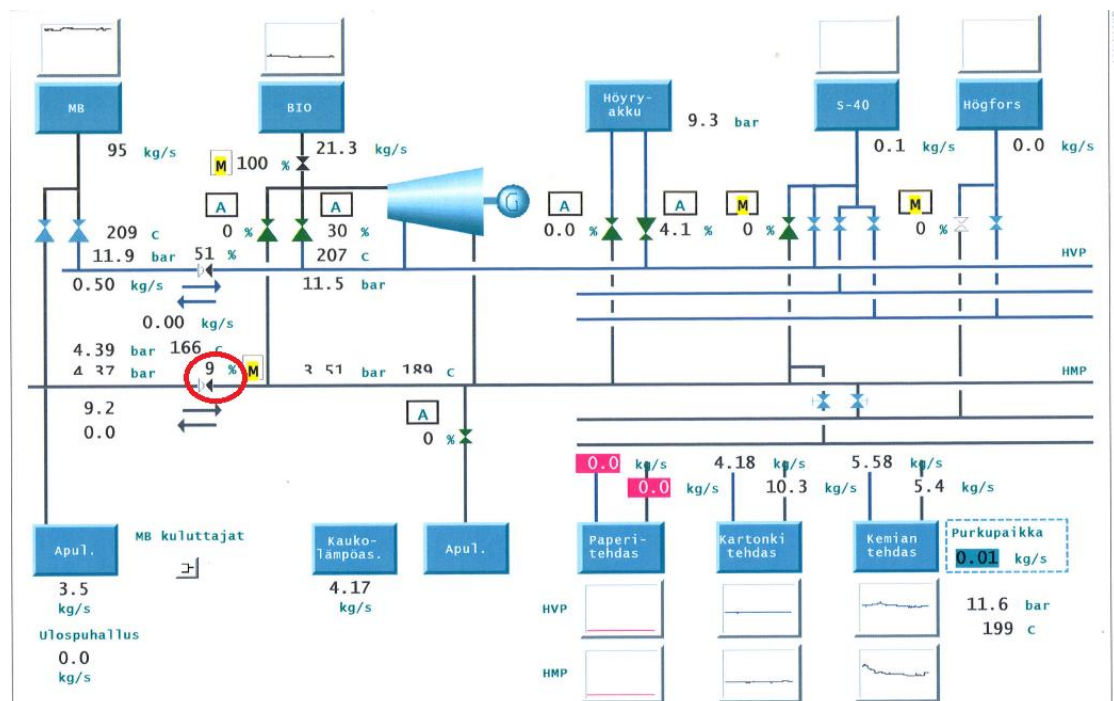 MB
BIO
Höyry-
akku
S-40
Högfors
9.3 bar
95 kg/s
M 100 %
21.3 kg/s
0.1 kg/s
0.0 kg/s
A
A
A
A
M
M
209 C
0 %
30 %
0.0 %
4.1 %
0 %
0 %
11.9 bar
51 %
207 C
HVP
0.50 kg/s
11.5 bar
0.00 kg/s
4.39 bar
166 C
4.37 bar
9 %
M
3.51 bar
189 C
HMP
9.2
0.0
A
0 %
0.0 kg/s
4.18 kg/s
5.58 kg/s
0.0 kg/s
10.3 kg/s
5.4 kg/s
Apul.
MB kuluttajat
Kauko-
lämpöas.
Apul.
Paperi-
tehdas
Kartonki
tehdas
Kemian
tehdas
Purkupaikka
0.01 kg/s
3.5
kg/s
4.17
kg/s
HVP
11.6 bar
199 C
Ulospuhallus
0.0
kg/s
HMP
G